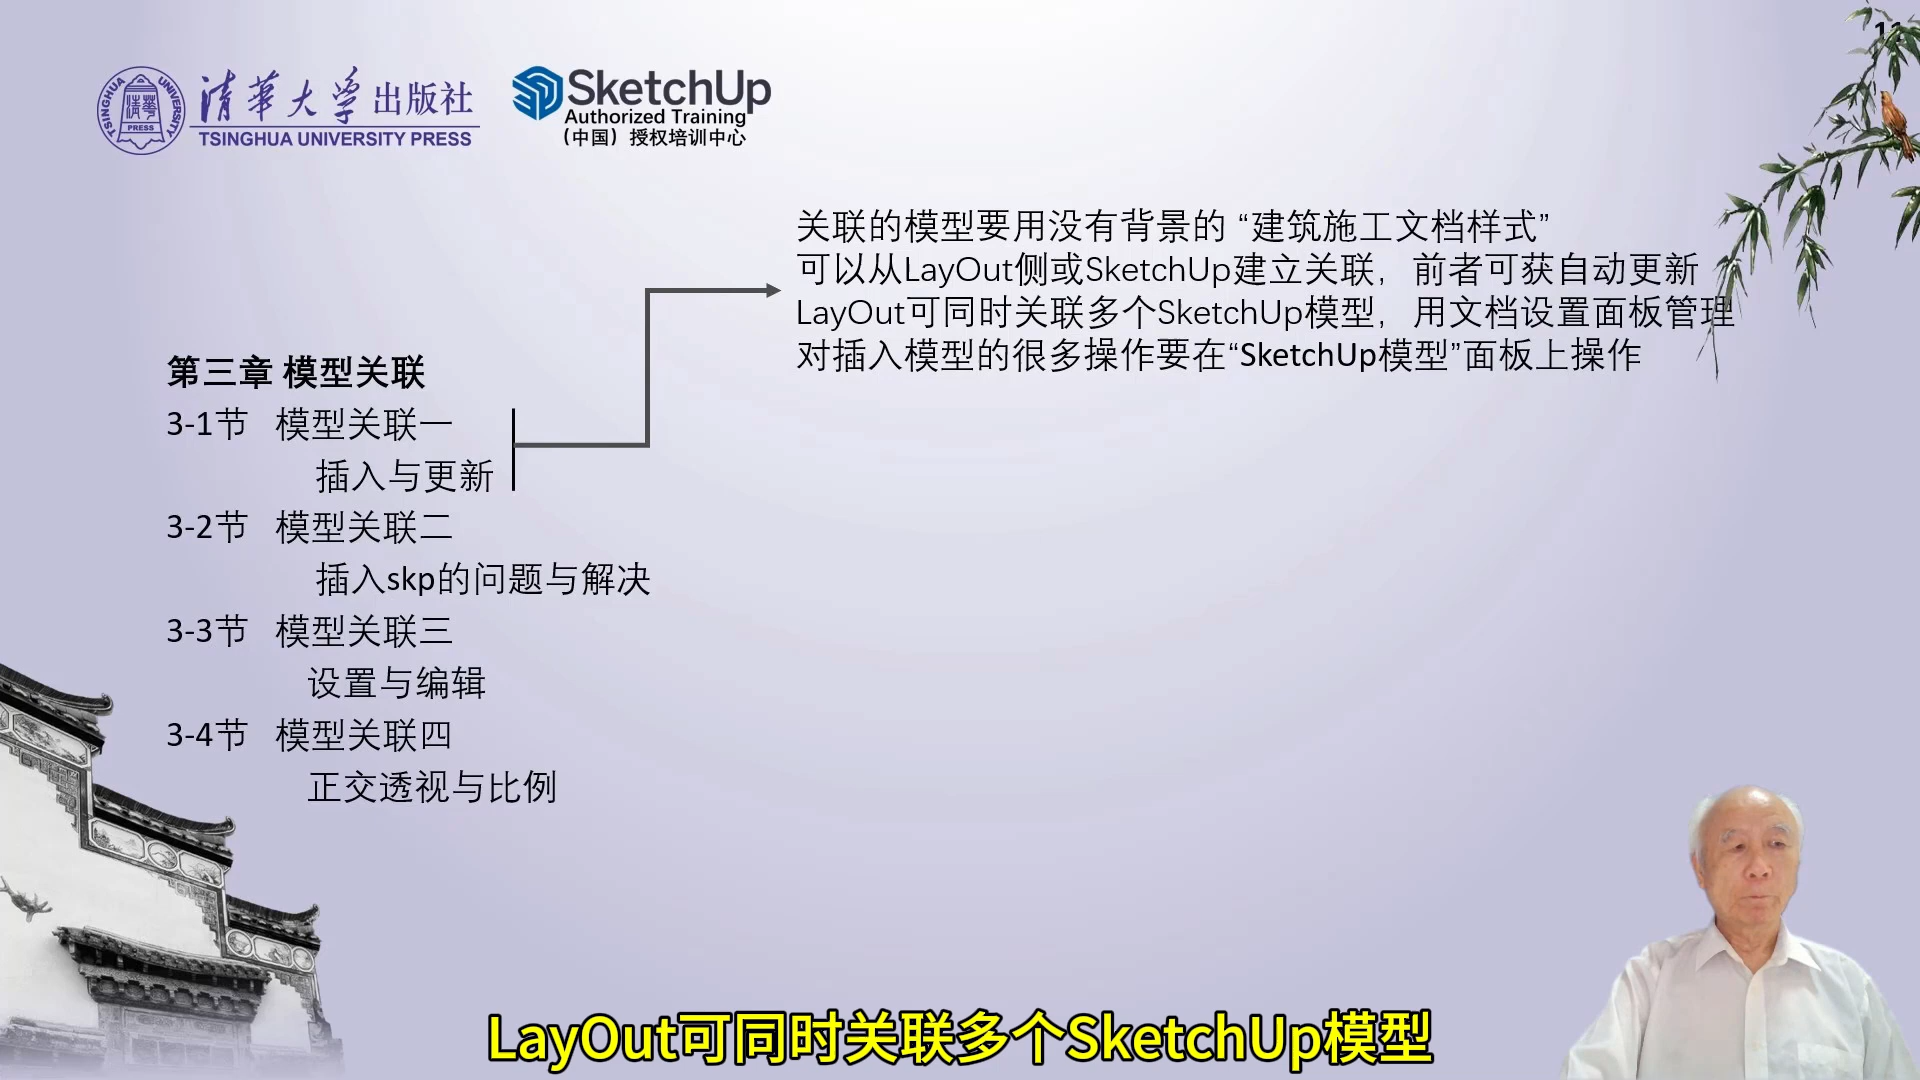 11
清華大学出版社
TSINGHUA UNIVERSITY PRESS
TSINGHUA UNIVERSITY
清華
PRESS
SketchUp
Authorized Training
（中国）授权培训中心
关联的模型要用没有背景的 “建筑施工文档样式”
可以从LayOut侧或SketchUp建立关联，前者可获自动更新
LayOut可同时关联多个SketchUp模型，用文档设置面板管理
对插入模型的很多操作要在“SketchUp模型”面板上操作
第三章 模型关联
3-1节 模型关联一
插入与更新
3-2节 模型关联二
插入skp的问题与解决
3-3节 模型关联三
设置与编辑
3-4节 模型关联四
正交透视与比例
LayOut可同时关联多个SketchUp模型